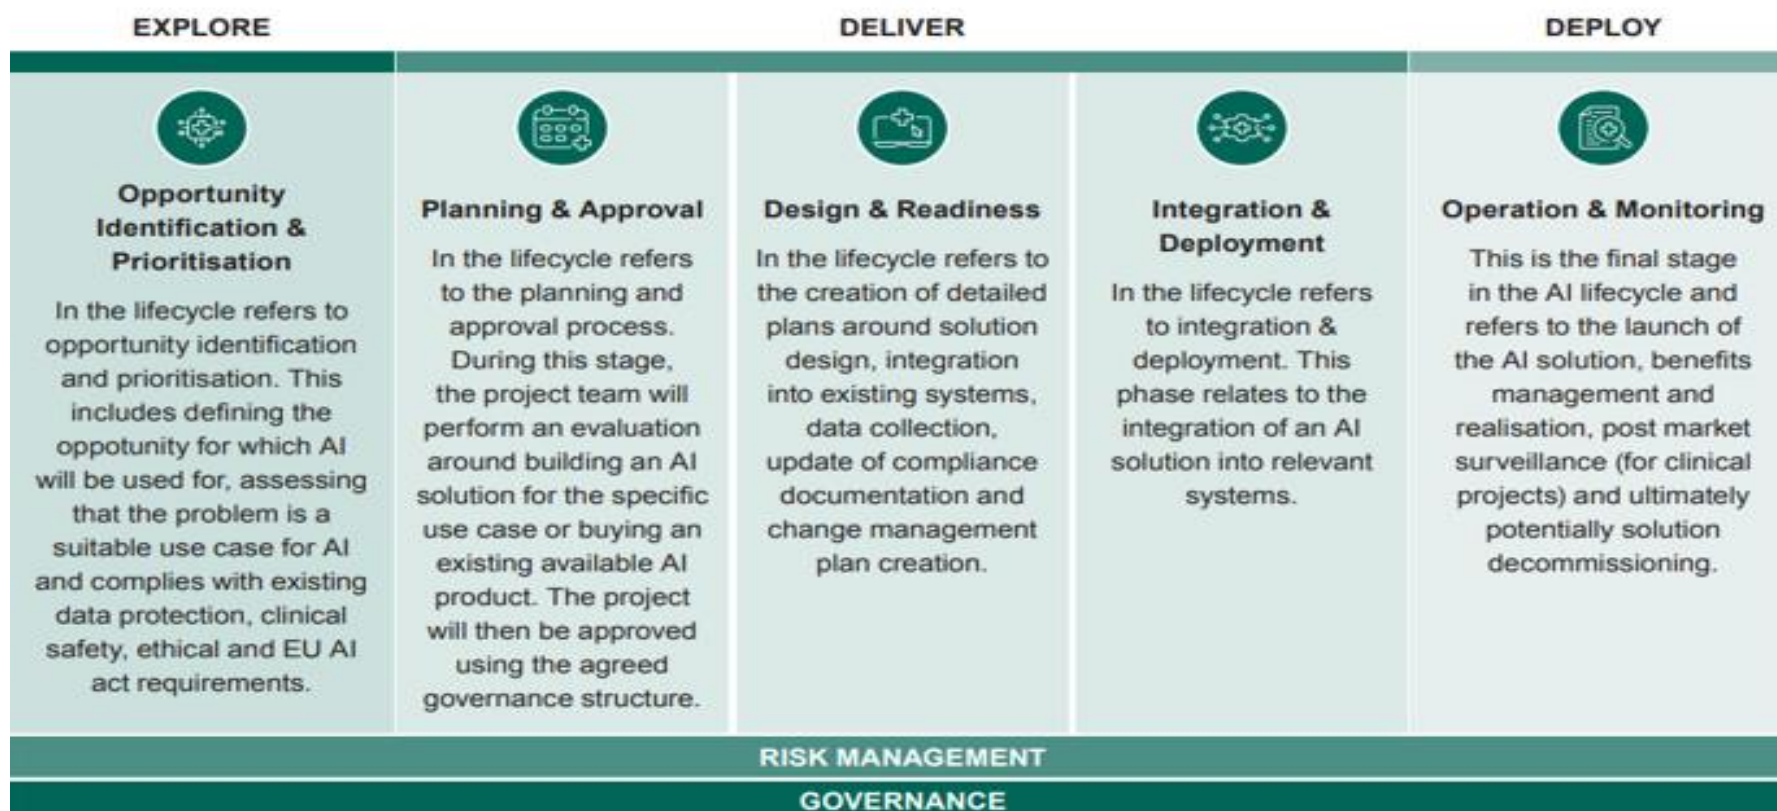 EXPLORE
DELIVER
DEPLOY
Opportunity
Identification &
Prioritisation
In the lifecycle refers to
opportunity identification
and prioritisation. This
includes defining the
oppotunity for which AI
will be used for, assessing
that the problem is a
suitable use case for AI
and complies with existing
data protection, clinical
safety, ethical and EU AI
act requirements.
Planning & Approval
In the lifecycle refers
to the planning and
approval process.
During this stage,
the project team will
perform an evaluation
around building an AI
solution for the specific
use case or buying an
existing available AI
product. The project
will then be approved
using the agreed
governance structure.
Design & Readiness
In the lifecycle refers to
the creation of detailed
plans around solution
design, integration
into existing systems,
data collection,
update of compliance
documentation and
change management
plan creation.
Integration &
Deployment
In the lifecycle refers
to integration &
deployment. This
phase relates to the
integration of an AI
solution into relevant
systems.
Operation & Monitoring
This is the final stage
in the AI lifecycle and
refers to the launch of
the AI solution, benefits
management and
realisation, post market
surveillance (for clinical
projects) and ultimately
potentially solution
decommissioning.
RISK MANAGEMENT
GOVERNANCE